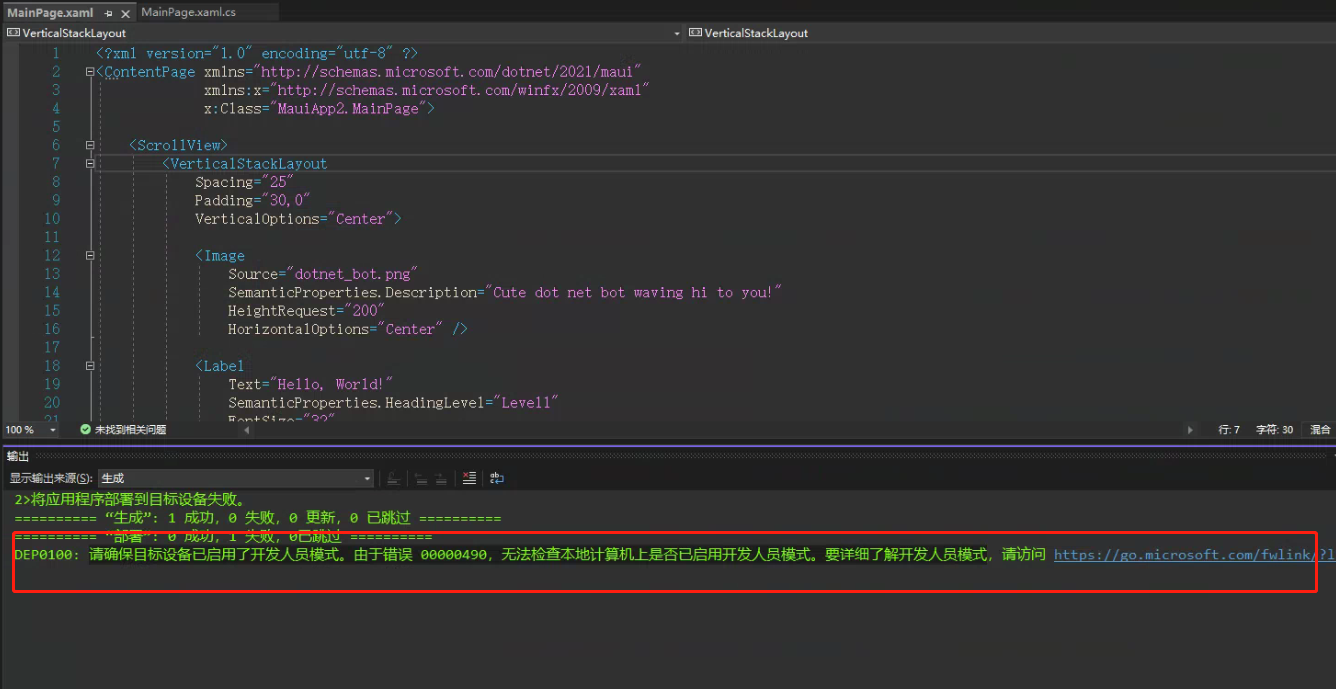 MainPage.xaml MainPage.xaml.cs
VerticalStackLayout VerticalStackLayout
1 <?xml version="1.0" encoding="utf-8" ?>
2 <ContentPage xmlns="http://schemas.microsoft.com/dotnet/2021/maui"
3 xmlns:x="http://schemas.microsoft.com/winfx/2009/xaml"
4 x:Class="MauiApp2.MainPage">
5
6 <ScrollView>
7 <VerticalStackLayout
8 Spacing="25"
9 Padding="30,0"
10 VerticalOptions="Center">
11
12 <Image
13 Source="dotnet_bot.png"
14 SemanticProperties.Description="Cute dot net bot waving hi to you!"
15 HeightRequest="200"
16 HorizontalOptions="Center" />
17
18 <Label
19 Text="Hello, World!"
20 SemanticProperties.HeadingLevel="Level1"
21 FontSize="32"
100 % 未找到相关问题 行: 7 字符: 30 混合
输出
显示输出来源(S): 生成
2>将应用程序部署到目标设备失败。
========== “生成”: 1 成功，0 失败，0 更新，0 已跳过 ==========
========== “部署”: 0 成功，1 失败，0已跳过 ==========
DEP0100: 请确保目标设备已启用了开发人员模式。由于错误 00000490，无法检查本地计算机上是否已启用开发人员模式。要详细了解开发人员模式，请访问 https://go.microsoft.com/fwlink/?l